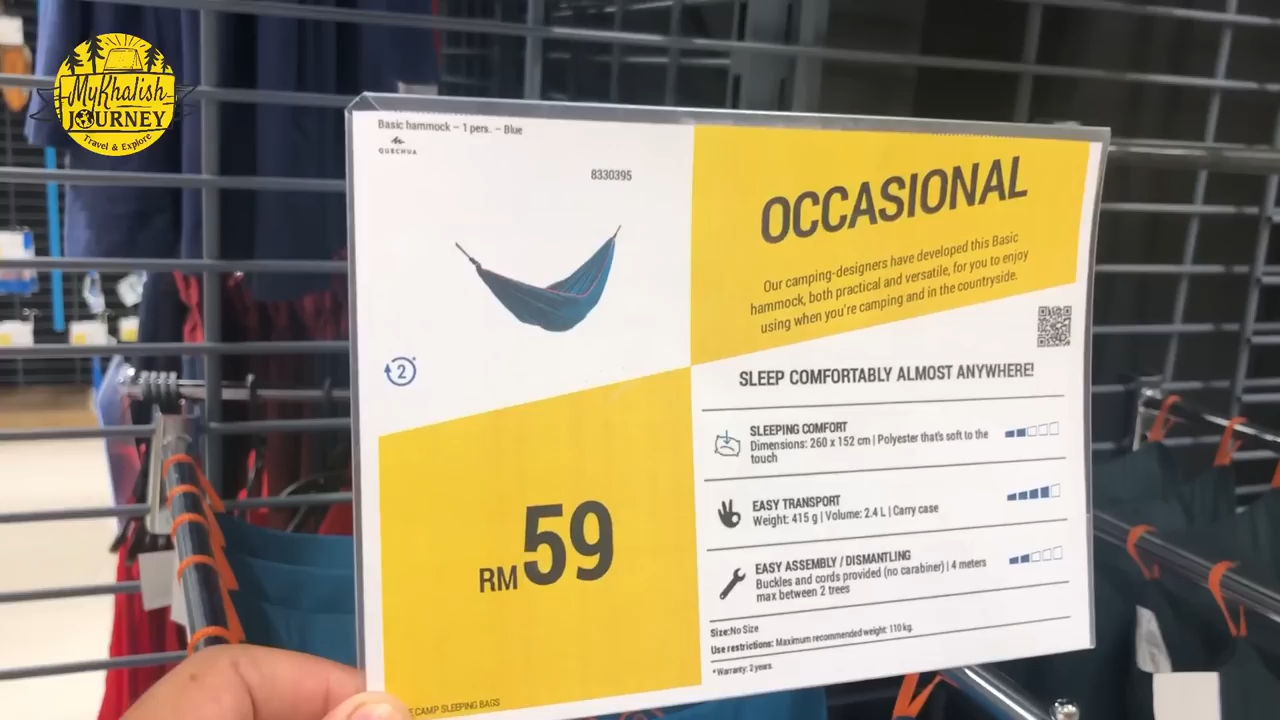 MyKhalish
JOURNEY
Travel & Explore
Basic hammock – 1 pers. – Blue
QUECHUA
8330395
2
OCCASIONAL
Our camping-designers have developed this Basic
hammock, both practical and versatile, for you to enjoy
using when you're camping and in the countryside.
SLEEP COMFORTABLY ALMOST ANYWHERE!
SLEEPING COMFORT
Dimensions: 260 x 152 cm | Polyester that's soft to the
touch
EASY TRANSPORT
Weight: 415 g | Volume: 2.4 L | Carry case
EASY ASSEMBLY / DISMANTLING
Buckles and cords provided (no carabiner) | 4 meters
max between 2 trees
Size:No Size
Use restrictions: Maximum recommended weight: 110 kg.
* Warranty: 2 years.
RM59
CAMP SLEEPING BAGS